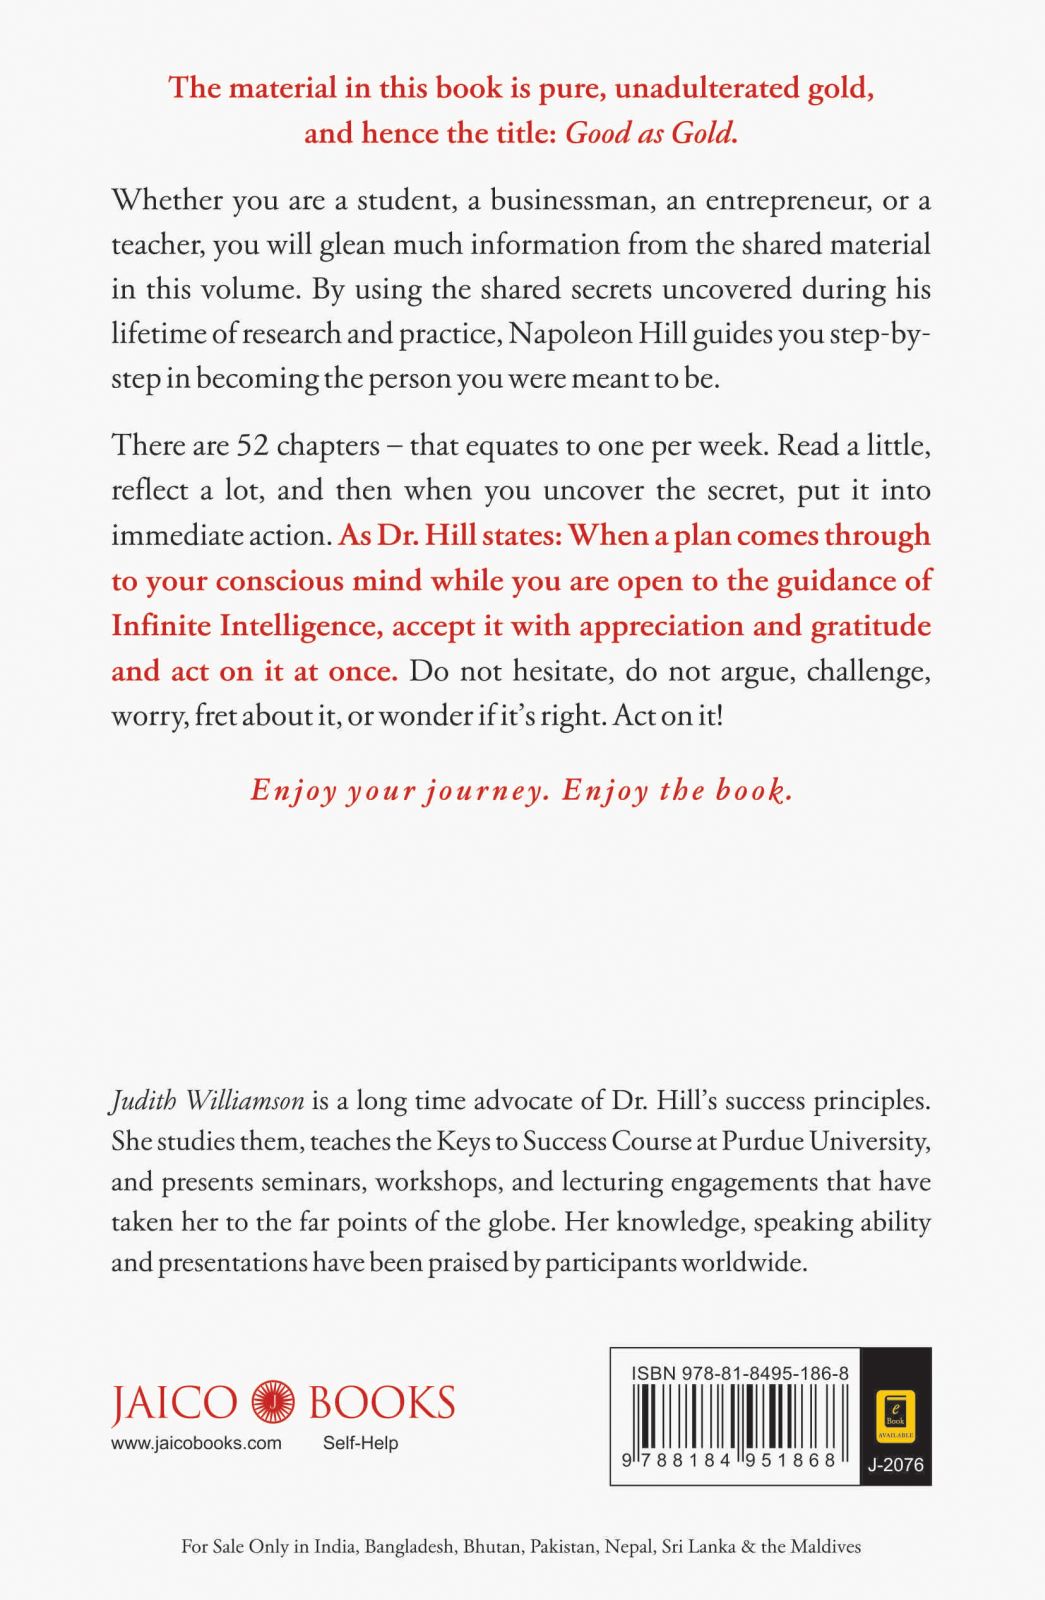 The material in this book is pure, unadulterated gold,
and hence the title: Good as Gold.
Whether you are a student, a businessman, an entrepreneur, or a
teacher, you will glean much information from the shared material
in this volume. By using the shared secrets uncovered during his
lifetime of research and practice, Napoleon Hill guides you step-by-
step in becoming the person you were meant to be.
There are 52 chapters – that equates to one per week. Read a little,
reflect a lot, and then when you uncover the secret, put it into
immediate action. As Dr. Hill states: When a plan comes through
to your conscious mind while you are open to the guidance of
Infinite Intelligence, accept it with appreciation and gratitude
and act on it at once. Do not hesitate, do not argue, challenge,
worry, fret about it, or wonder if it's right. Act on it!
Enjoy your journey. Enjoy the book.
Judith Williamson is a long time advocate of Dr. Hill's success principles.
She studies them, teaches the Keys to Success Course at Purdue University,
and presents seminars, workshops, and lecturing engagements that have
taken her to the far points of the globe. Her knowledge, speaking ability
and presentations have been praised by participants worldwide.
JAICO J BOOKS
www.jaicobooks.com Self-Help
ISBN 978-81-8495-186-8
9 788184 951868
e
Book
AVAILABLE
J-2076
For Sale Only in India, Bangladesh, Bhutan, Pakistan, Nepal, Sri Lanka & the Maldives